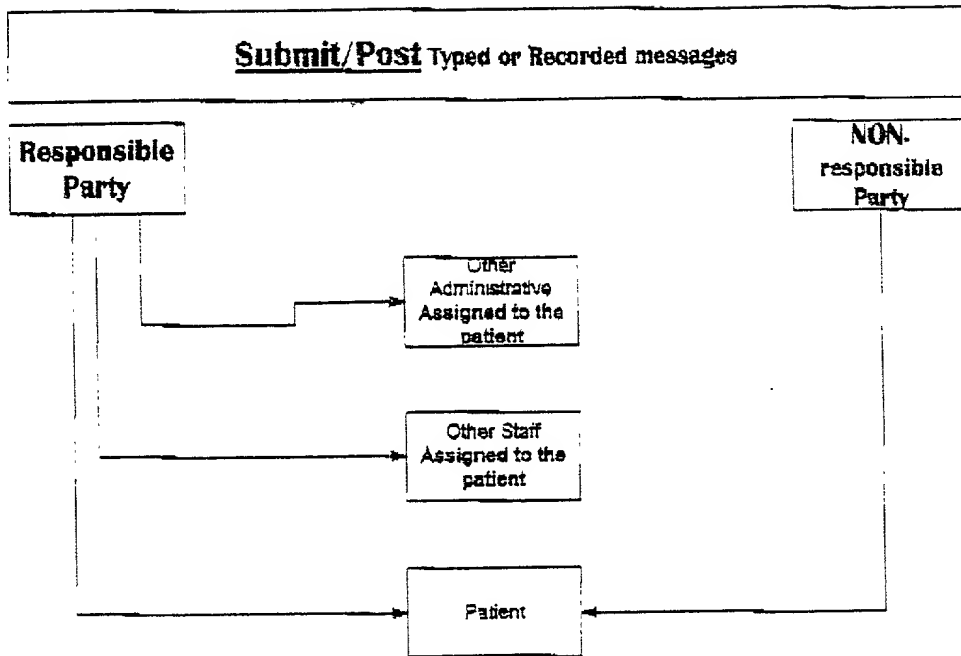 Submit/Post Typed or Recorded messages
Responsible
Party
NON-
responsible
Party
Other
Administrative
Assigned to the
patient
Other Staff
Assigned to the
patient
Patient